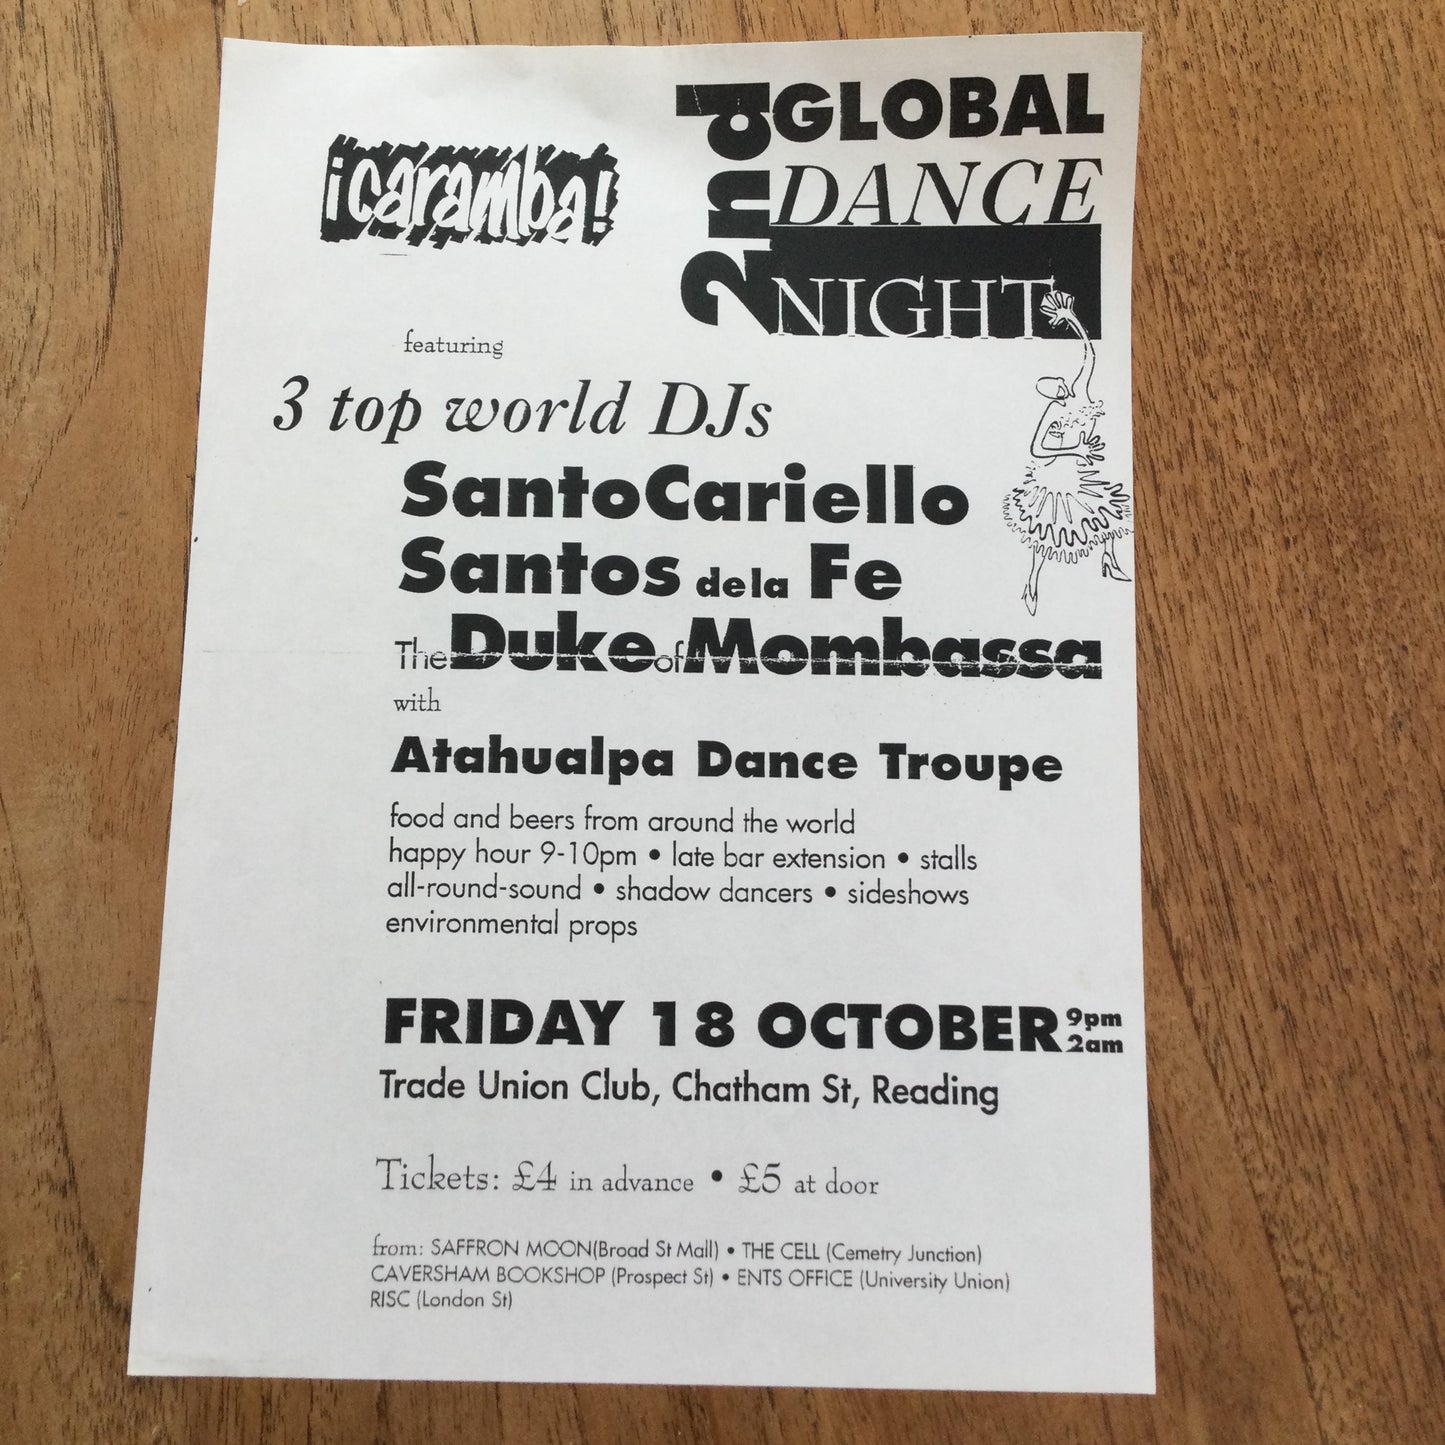 ¡caramba!
2nd GLOBAL
DANCE
NIGHT
featuring
3 top world DJs
SantoCariello
Santos de la Fe
The Duke of Mombassa
with
Atahualpa Dance Troupe
food and beers from around the world
happy hour 9-10pm • late bar extension • stalls
all-round-sound • shadow dancers • sideshows
environmental props
FRIDAY 18 OCTOBER 9pm
2am
Trade Union Club, Chatham St, Reading
Tickets: £4 in advance • £5 at door
from: SAFFRON MOON(Broad St Mall) • THE CELL (Cemetry Junction)
CAVERSHAM BOOKSHOP (Prospect St) • ENTS OFFICE (University Union)
RISC (London St)